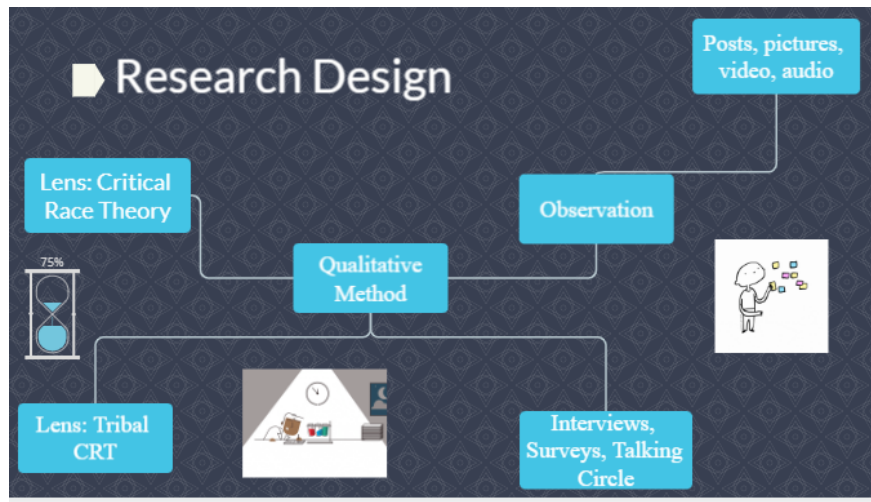 Research Design
Posts, pictures,
video, audio
Lens: Critical
Race Theory
Observation
Qualitative
Method
75%
Lens: Tribal
CRT
Interviews,
Surveys, Talking
Circle